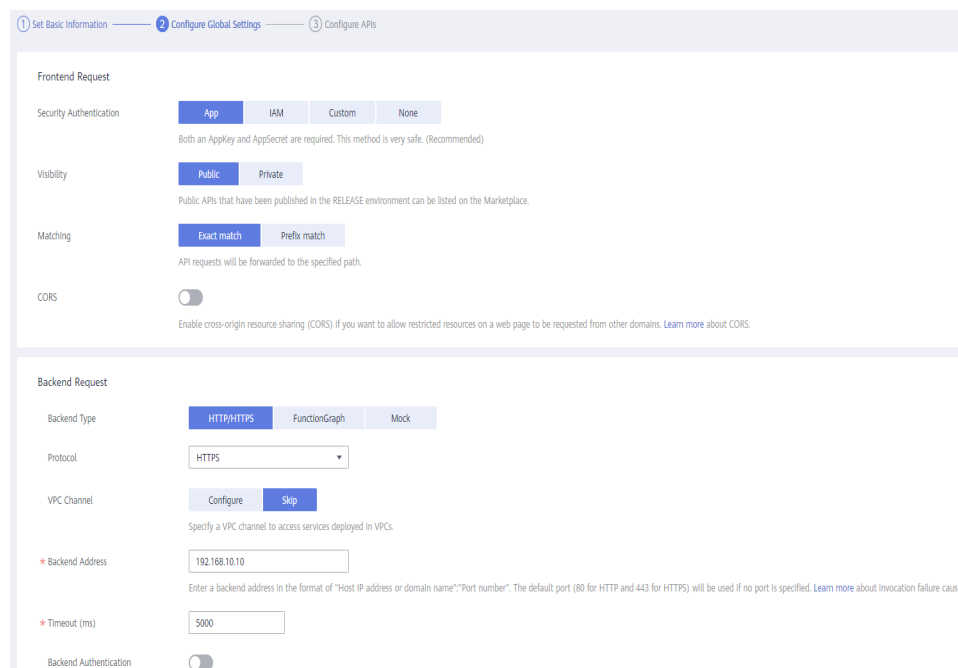 1 Set Basic Information 2 Configure Global Settings 3 Configure APIs
Frontend Request
Security Authentication App IAM Custom None
Both an AppKey and AppSecret are required. This method is very safe. (Recommended)
Visibility Public Private
Public APIs that have been published in the RELEASE environment can be listed on the Marketplace.
Matching Exact match Prefix match
API requests will be forwarded to the specified path.
CORS
Enable cross-origin resource sharing (CORS) if you want to allow restricted resources on a web page to be requested from other domains. Learn more about CORS.
Backend Request
Backend Type HTTP/HTTPS FunctionGraph Mock
Protocol HTTPS
VPC Channel Configure Skip
Specify a VPC channel to access services deployed in VPCs.
* Backend Address 192.168.10.10
Enter a backend address in the format of "Host IP address or domain name":"Port number". The default port (80 for HTTP and 443 for HTTPS) will be used if no port is specified. Learn more about invocation failure caus
* Timeout (ms) 5000
Backend Authentication